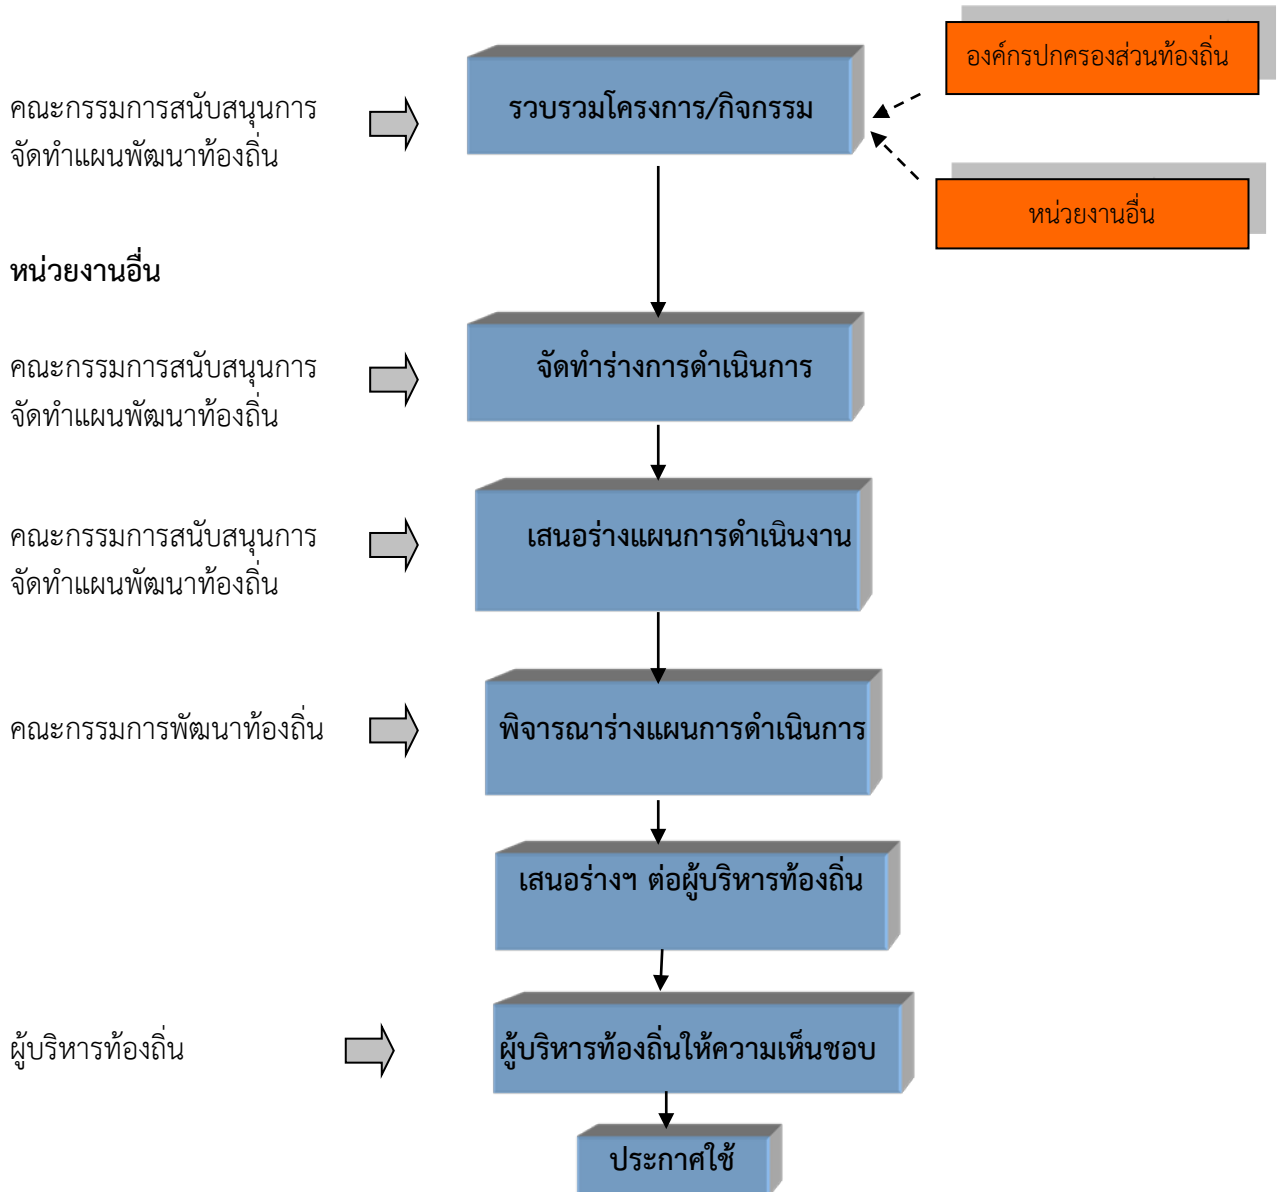 องค์กรปกครองส่วนท้องถิ่น
คณะกรรมการสนับสนุนการ
จัดทำแผนพัฒนาท้องถิ่น
รวบรวมโครงการ/กิจกรรม
หน่วยงานอื่น
หน่วยงานอื่น
คณะกรรมการสนับสนุนการ
จัดทำแผนพัฒนาท้องถิ่น
จัดทำร่างการดำเนินการ
คณะกรรมการสนับสนุนการ
จัดทำแผนพัฒนาท้องถิ่น
เสนอร่างแผนการดำเนินงาน
คณะกรรมการพัฒนาท้องถิ่น
พิจารณาร่างแผนการดำเนินการ
เสนอร่างฯ ต่อผู้บริหารท้องถิ่น
ผู้บริหารท้องถิ่น
ผู้บริหารท้องถิ่นให้ความเห็นชอบ
ประกาศใช้